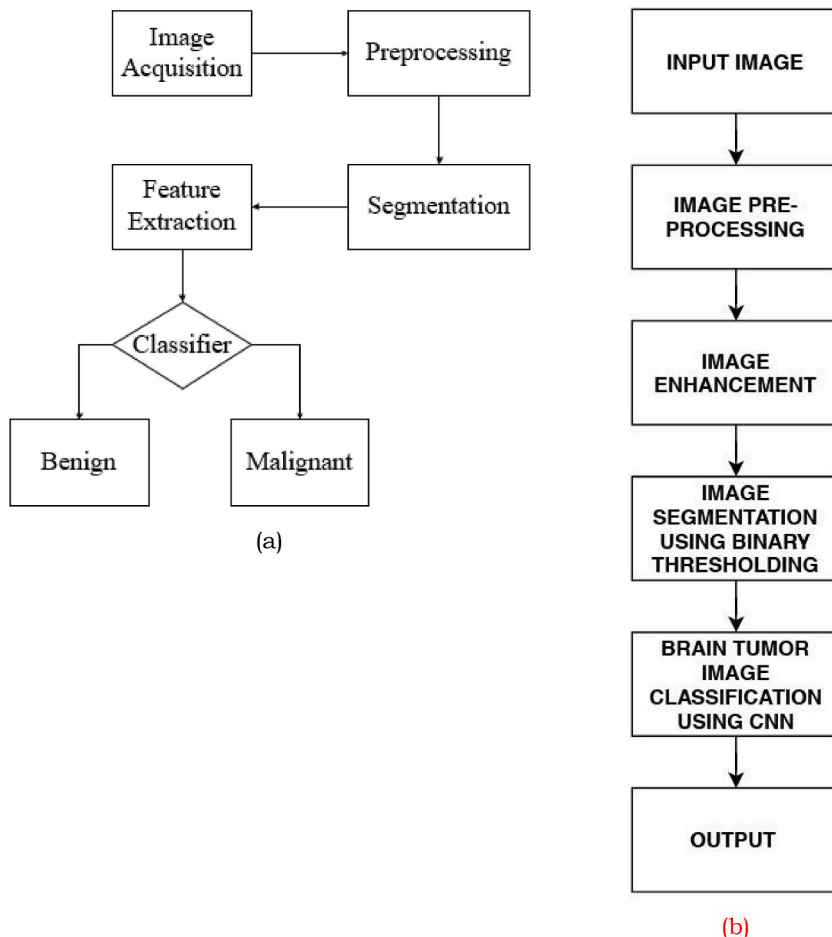 Image
Acquisition
Preprocessing
Segmentation
Feature
Extraction
Classifier
Benign
Malignant
(a)
INPUT IMAGE
IMAGE PRE-
PROCESSING
IMAGE
ENHANCEMENT
IMAGE
SEGMENTATION
USING BINARY
THRESHOLDING
BRAIN TUMOR
IMAGE
CLASSIFICATION
USING CNN
OUTPUT
(b)